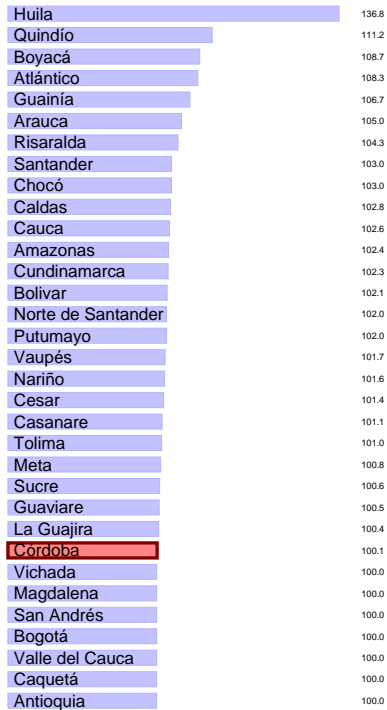 Huila 136.8
Quindío 111.2
Boyacá 108.7
Atlántico 108.3
Guainía 106.7
Arauca 105.0
Risaralda 104.3
Santander 103.0
Chocó 103.0
Caldas 102.8
Cauca 102.6
Amazonas 102.4
Cundinamarca 102.3
Bolivar 102.1
Norte de Santander 102.0
Putumayo 102.0
Vaupés 101.7
Nariño 101.6
Cesar 101.4
Casanare 101.1
Tolima 101.0
Meta 100.8
Sucre 100.6
Guaviare 100.5
La Guajira 100.4
Córdoba 100.1
Vichada 100.0
Magdalena 100.0
San Andrés 100.0
Bogotá 100.0
Valle del Cauca 100.0
Caquetá 100.0
Antioquia 100.0